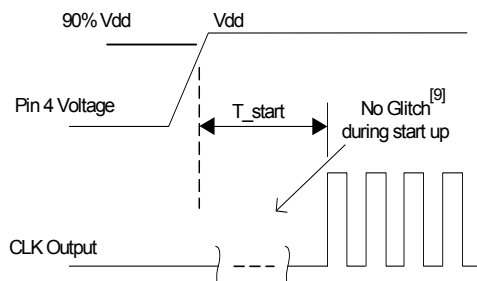 90% Vdd
Vdd
Pin 4 Voltage
T_start
No Glitch[9]
during start up
CLK Output